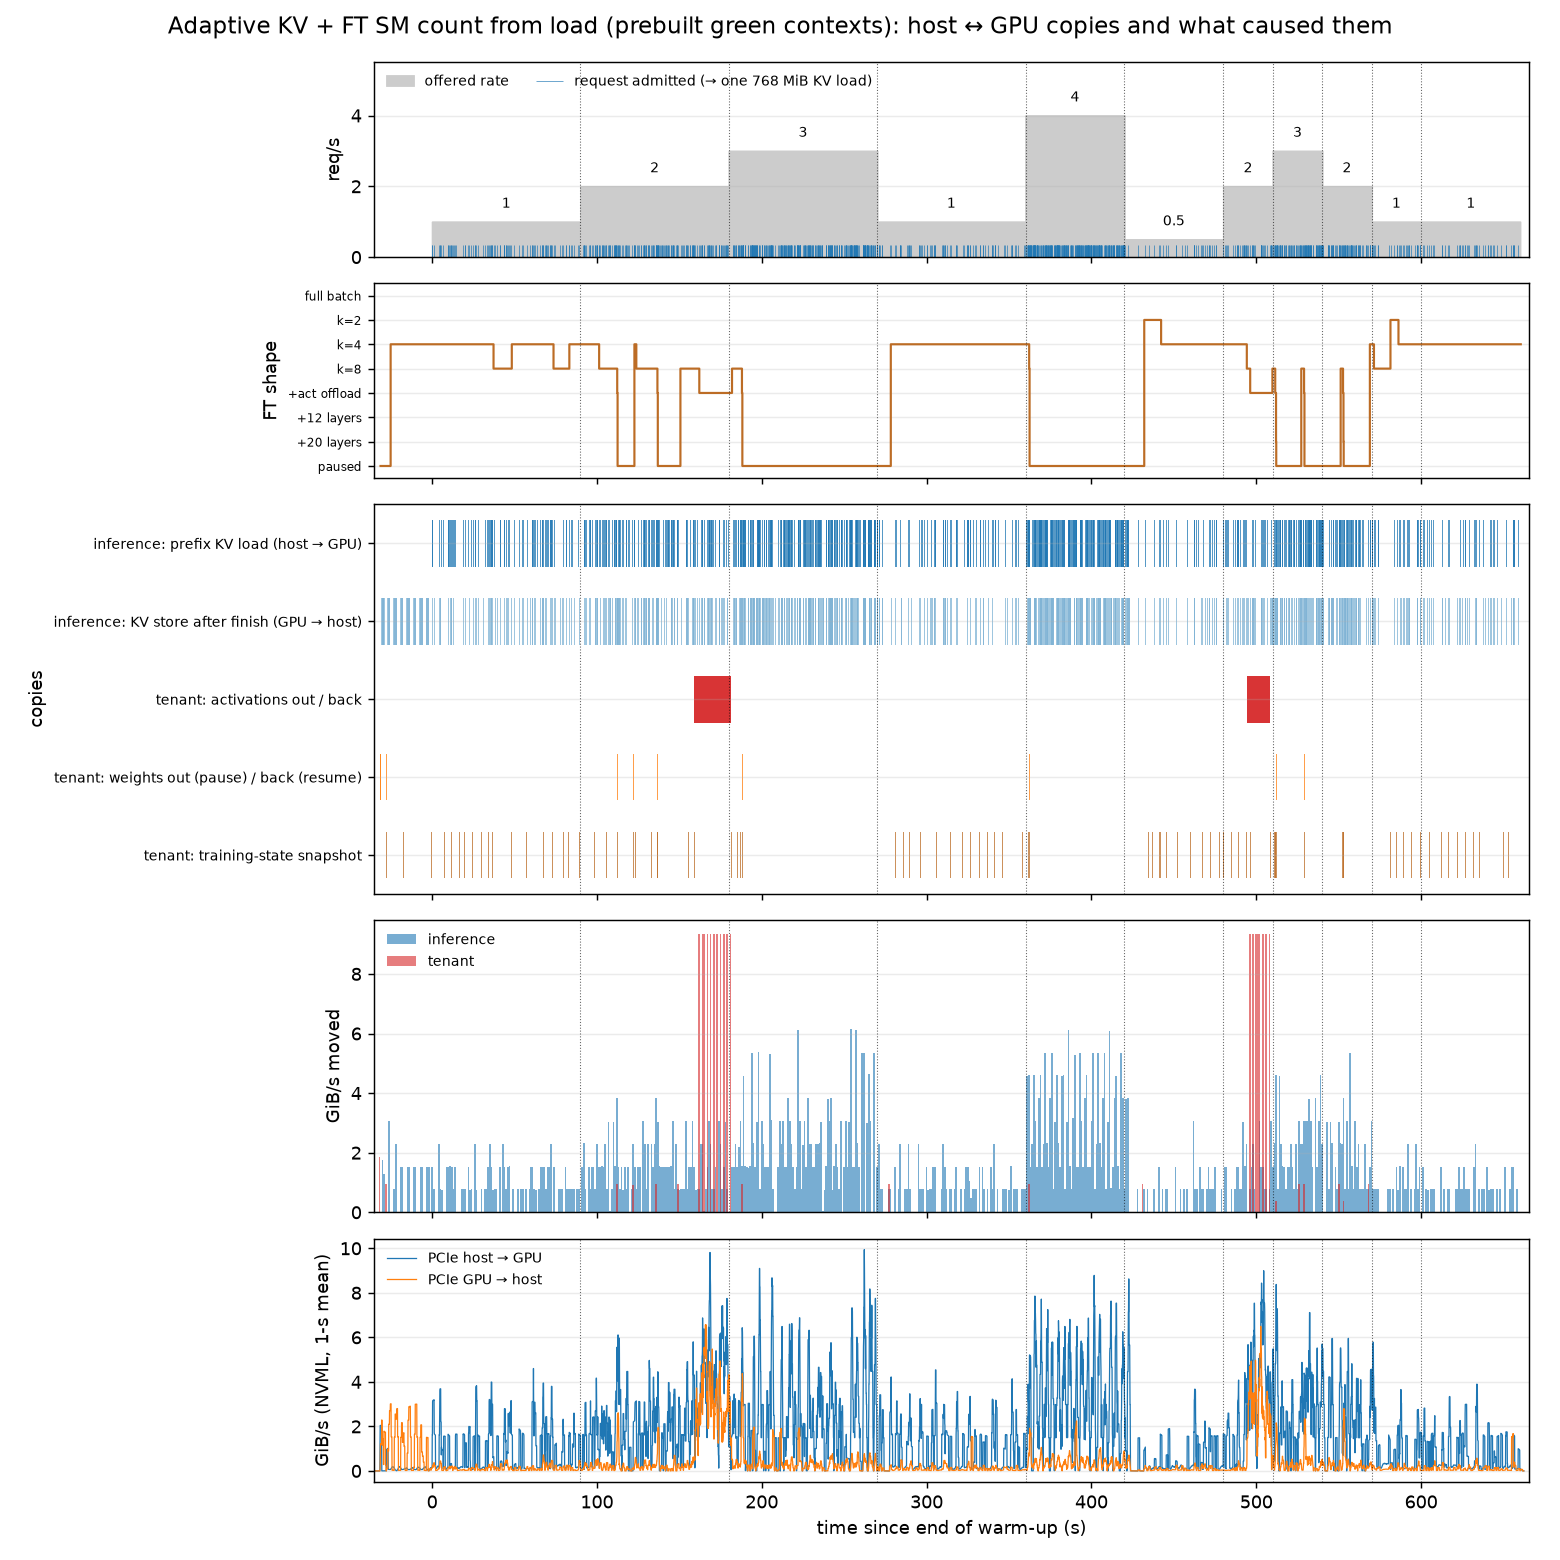 Adaptive KV + FT SM count from load (prebuilt green contexts): host ↔ GPU copies and what caused them
offered rate
request admitted (→ one 768 MiB KV load)
req/s
4
2
0
1
2
3
1
4
0.5
2
3
2
1
1
FT shape
full batch
k=2
k=4
k=8
+act offload
+12 layers
+20 layers
paused
copies
inference: prefix KV load (host → GPU)
inference: KV store after finish (GPU → host)
tenant: activations out / back
tenant: weights out (pause) / back (resume)
tenant: training-state snapshot
GiB/s moved
8
6
4
2
0
inference
tenant
GiB/s (NVML, 1-s mean)
10
8
6
4
2
0
PCIe host → GPU
PCIe GPU → host
0 100 200 300 400 500 600
time since end of warm-up (s)